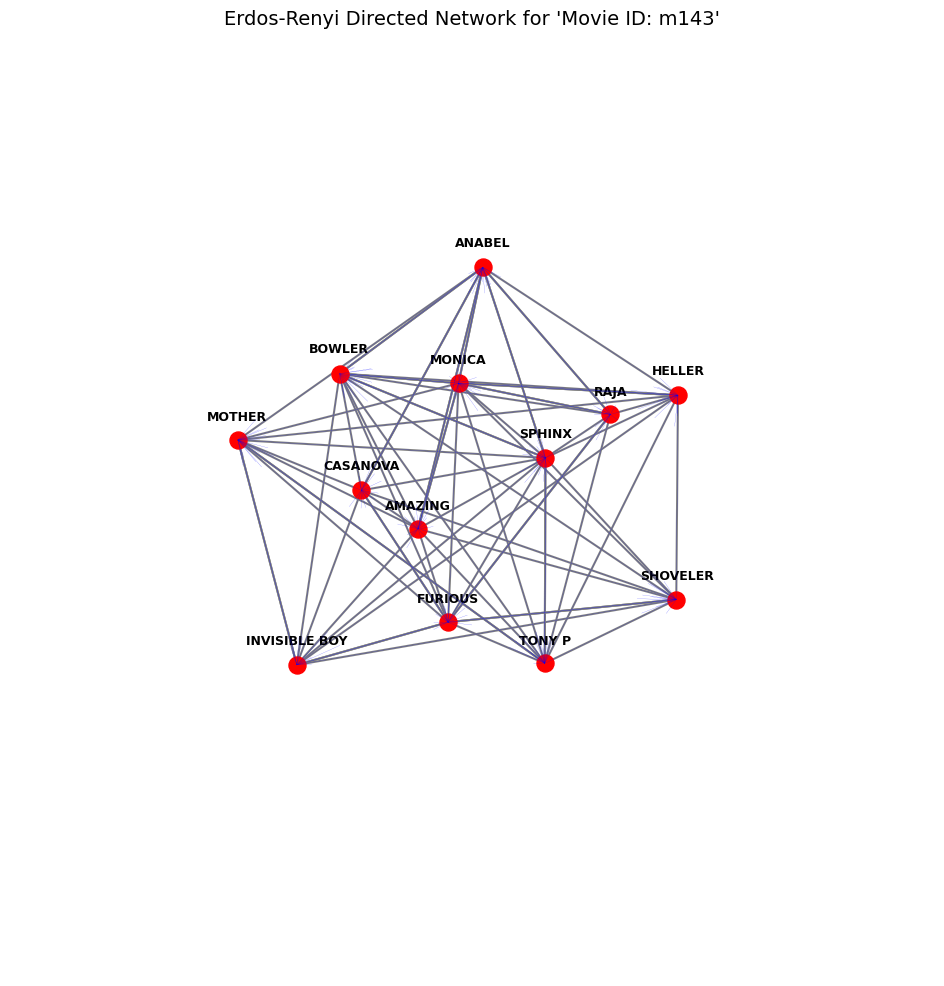 Erdos-Renyi Directed Network for 'Movie ID: m143'
ANABEL
BOWLER
MONICA
HELLER
RAJA
MOTHER
SPHINX
CASANOVA
AMAZING
SHOVELER
FURIOUS
INVISIBLE BOY
TONY P